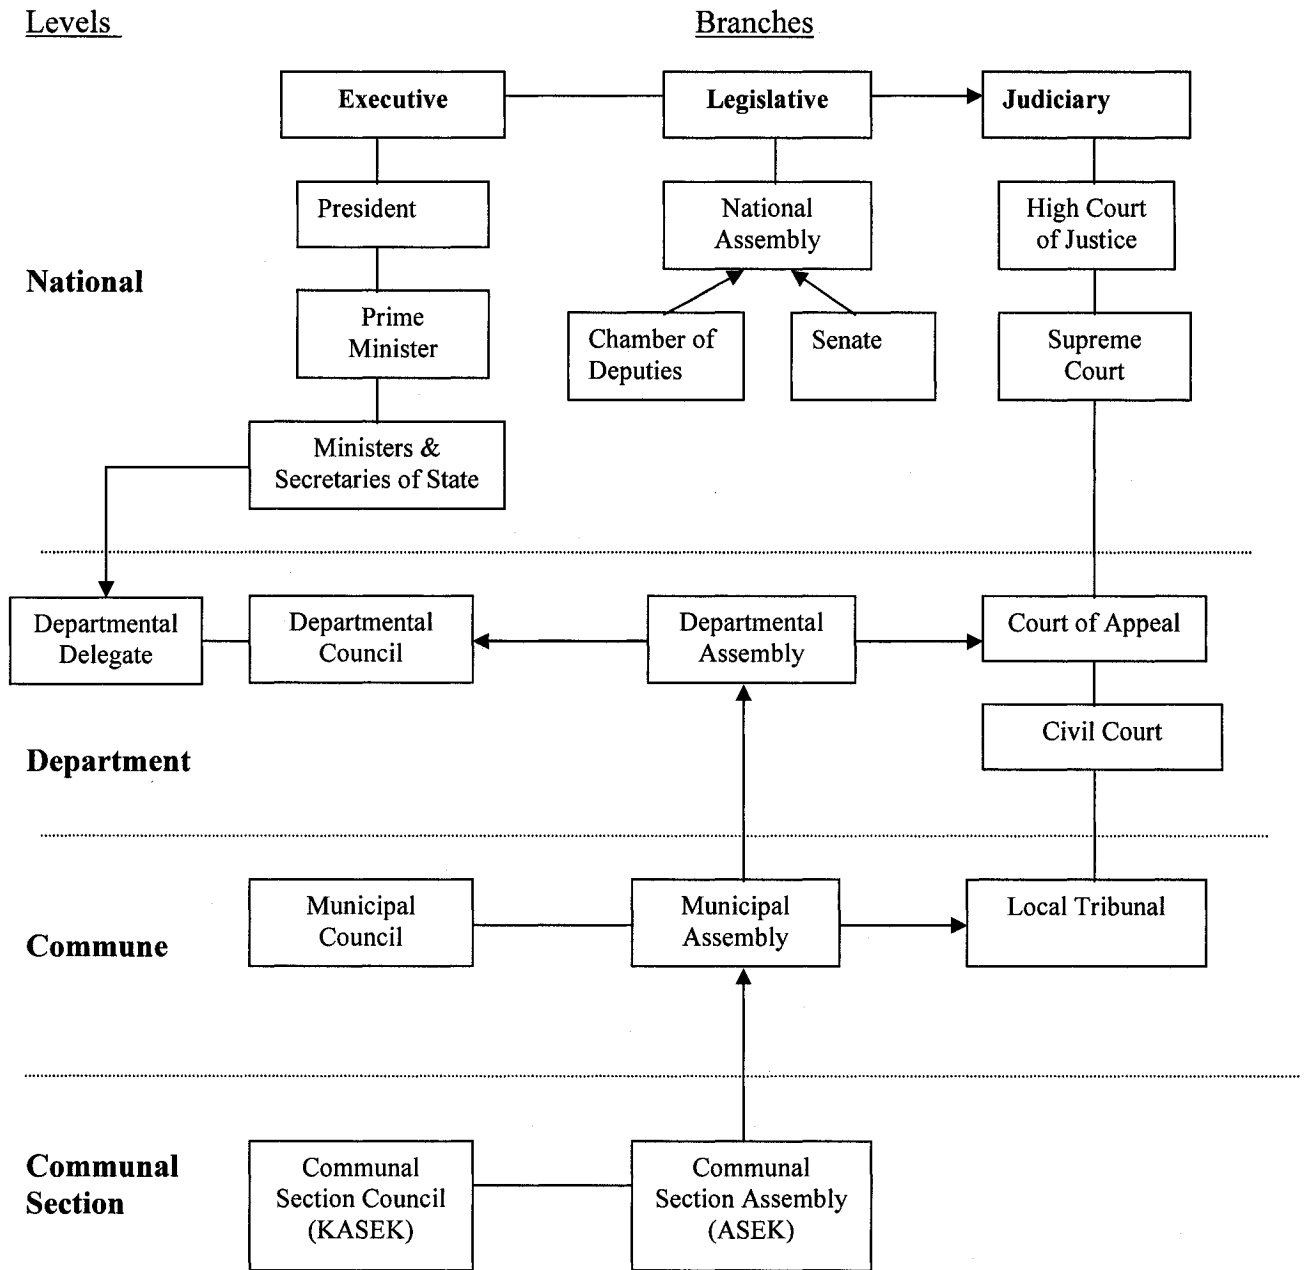 Levels
Branches
Executive
Legislative
Judiciary
President
National
Assembly
High Court
of Justice
National
Prime
Minister
Chamber of
Deputies
Senate
Supreme
Court
Ministers &
Secretaries of State
Departmental
Delegate
Departmental
Council
Departmental
Assembly
Court of Appeal
Civil Court
Department
Municipal
Council
Municipal
Assembly
Local Tribunal
Commune
Communal
Section
Communal
Section Council
(KASEK)
Communal
Section Assembly
(ASEK)